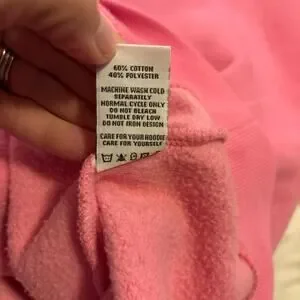 60% COTTON
40% POLYESTER
MACHINE WASH COLD
SEPARATELY
NORMAL CYCLE ONLY
DO NOT BLEACH
TUMBLE DRY LOW
DO NOT IRON DESIGN
CARE FOR YOUR HOODIE
CARE FOR YOURSELF